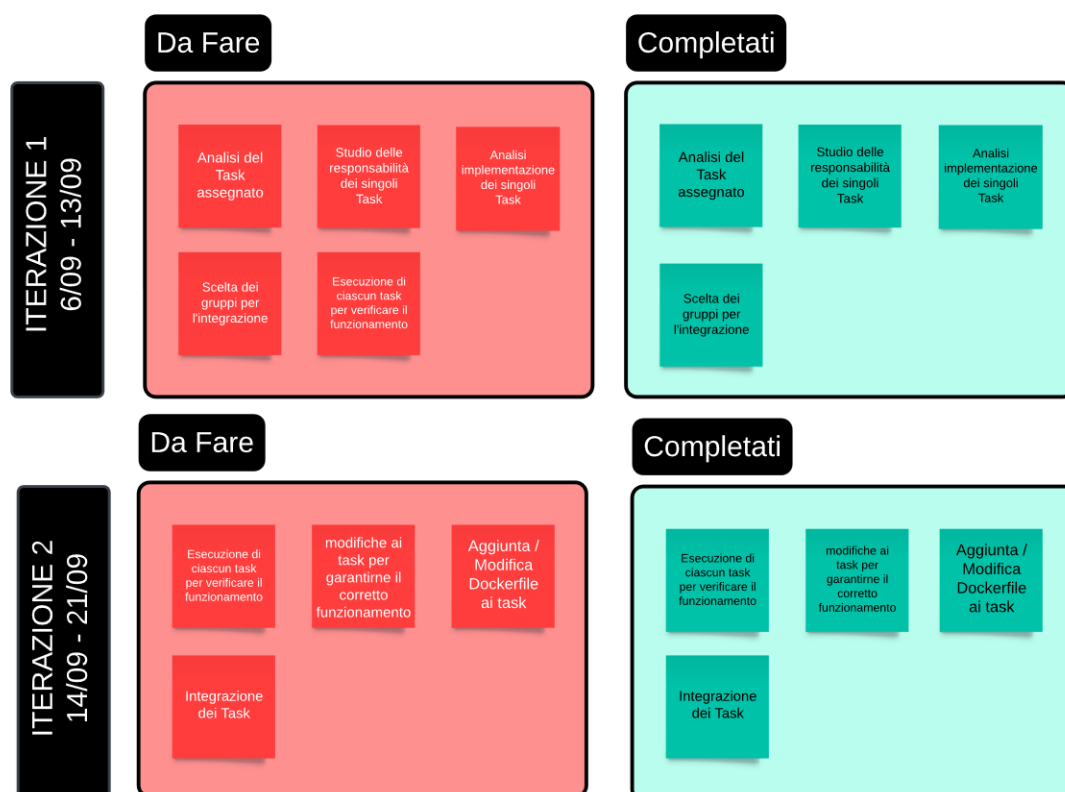 Da Fare
Completati
ITERAZIONE 1
6/09 - 13/09
Analisi del
Task
assegnato
Studio delle
responsabilità
dei singoli
Task
Analisi
implementazione
dei singoli
Task
Scelta dei
gruppi per
l'integrazione
Esecuzione di
ciascun task
per verificare il
funzionamento
Analisi del
Task
assegnato
Studio delle
responsabilità
dei singoli
Task
Analisi
implementazione
dei singoli
Task
Scelta dei
gruppi per
l'integrazione
Da Fare
Completati
ITERAZIONE 2
14/09 - 21/09
Esecuzione di
ciascun task
per verificare il
funzionamento
modifiche ai
task per
garantirne il
corretto
funzionamento
Aggiunta /
Modifica
Dockerfile
ai task
Integrazione
dei Task
Esecuzione di
ciascun task
per verificare il
funzionamento
modifiche ai
task per
garantirne il
corretto
funzionamento
Aggiunta /
Modifica
Dockerfile
ai task
Integrazione
dei Task